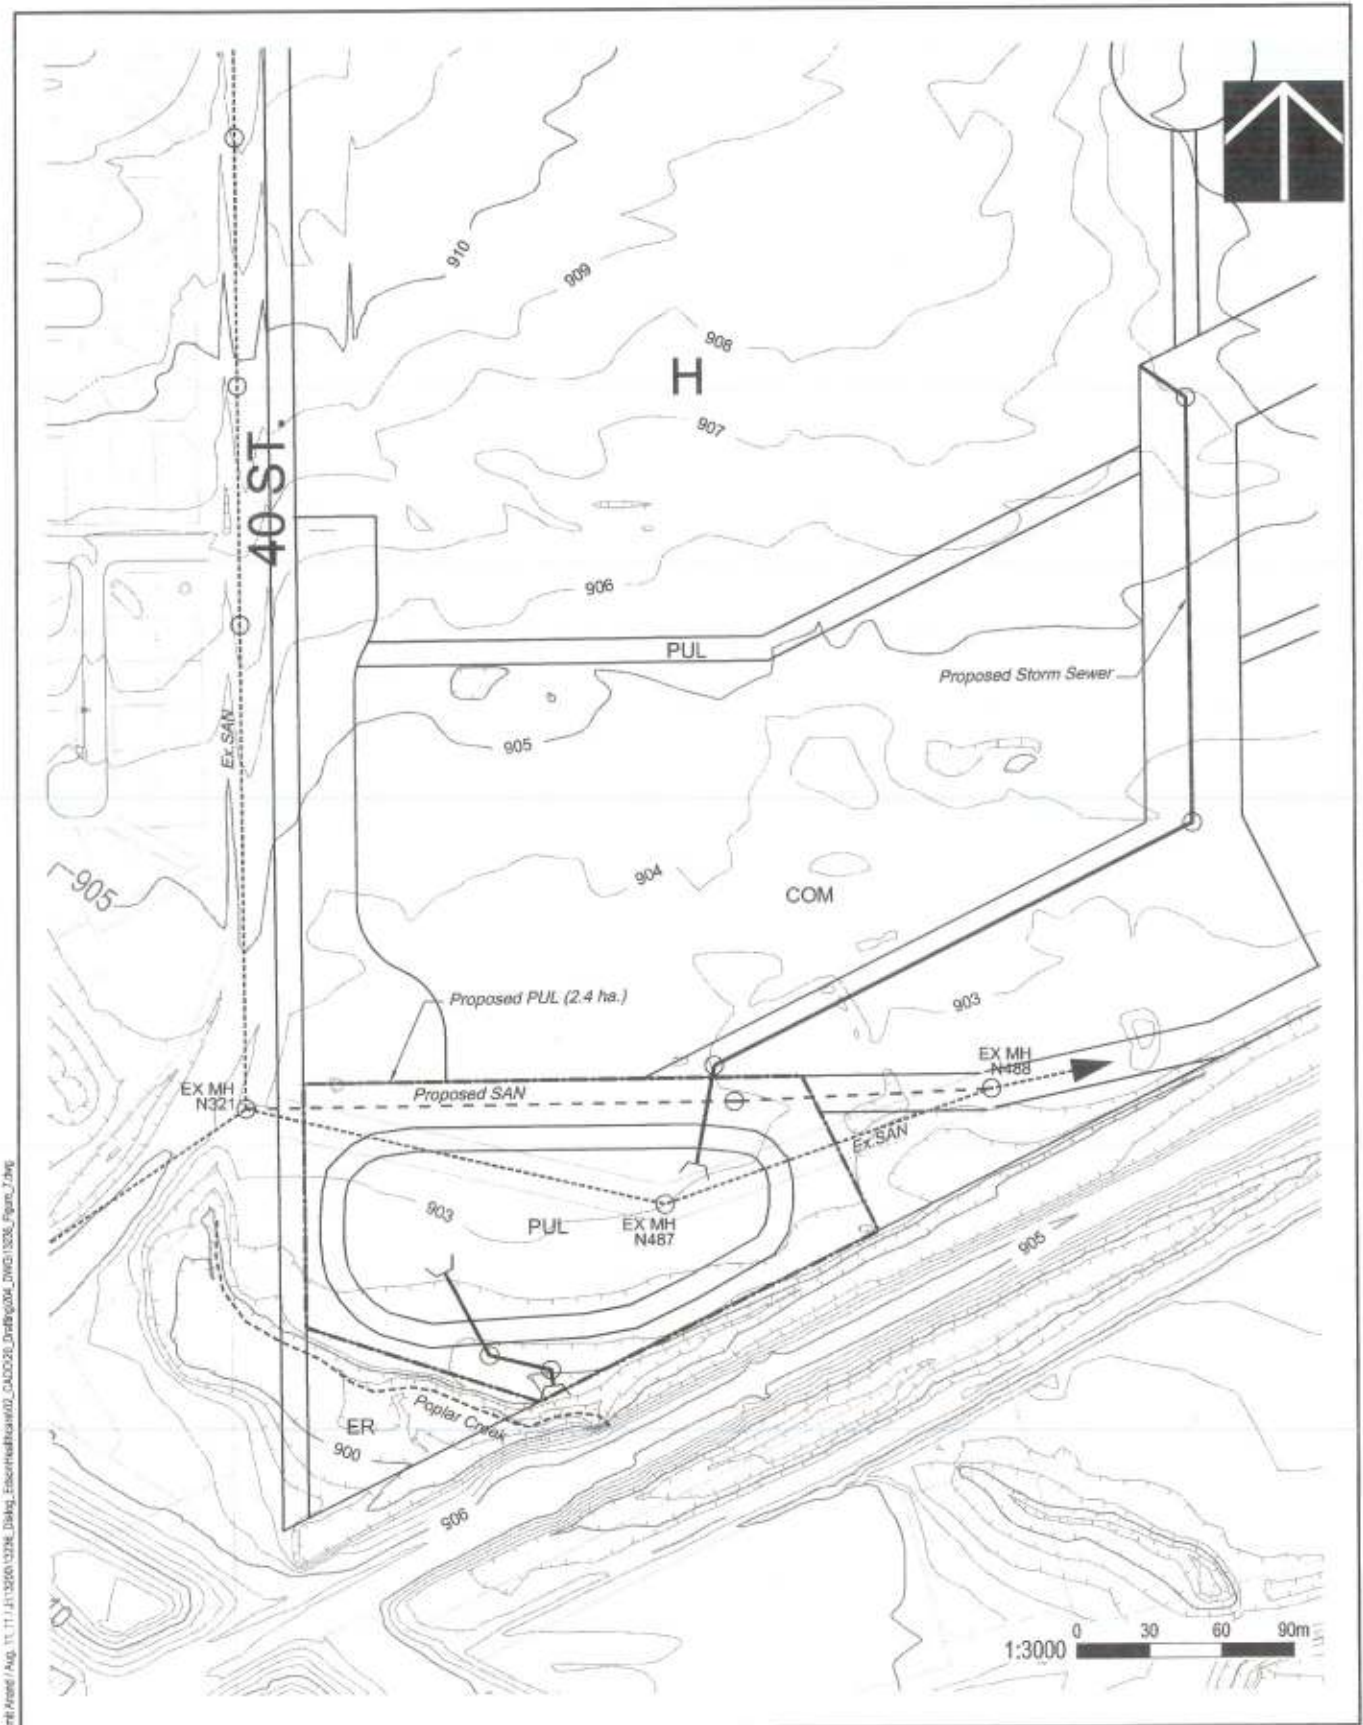 910
909
908
H
907
40 ST.
906
PUL
Proposed Storm Sewer
Ex.SAN
905
904
905
COM
Proposed PUL (2.4 ha.)
903
EX MH
N488
EX MH
N321
Proposed SAN
Ex.SAN
903
PUL
EX MH
N487
905
Poplar Creek
ER
900
906
10
0 30 60 90m
1:3000